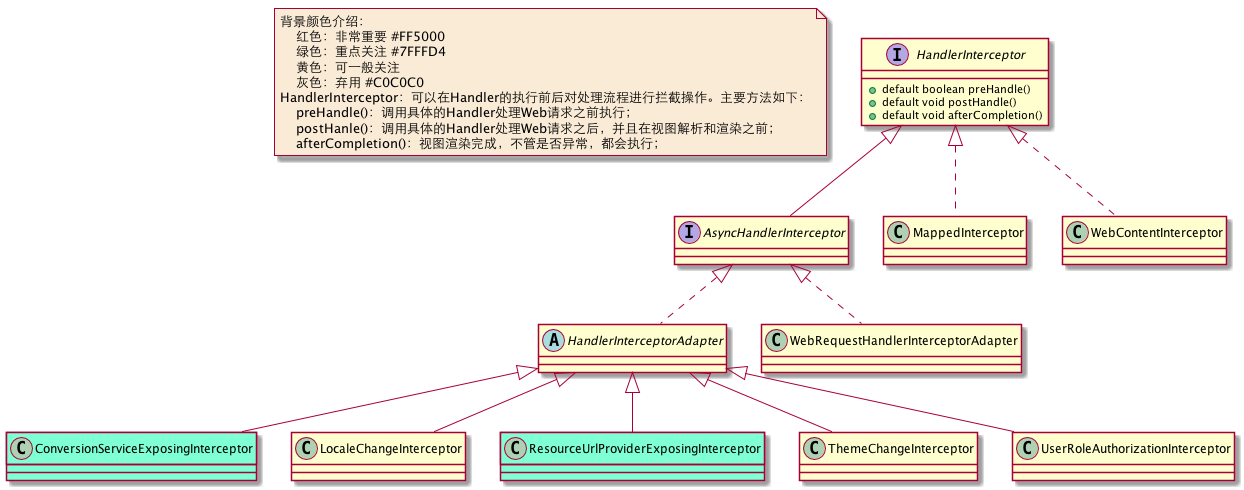 背景颜色介绍：
红色：非常重要 #FF5000
绿色：重点关注 #7FFFD4
黄色：可一般关注
灰色：弃用 #C0C0C0
HandlerInterceptor：可以在Handler的执行前后对处理流程进行拦截操作。主要方法如下：
preHandle()：调用具体的Handler处理Web请求之前执行；
postHanle()：调用具体的Handler处理Web请求之后，并且在视图解析和渲染之前；
afterCompletion()：视图渲染完成，不管是否异常，都会执行；
I HandlerInterceptor
default boolean preHandle()
default void postHandle()
default void afterCompletion()
I AsyncHandlerInterceptor
C MappedInterceptor
C WebContentInterceptor
A HandlerInterceptorAdapter
C WebRequestHandlerInterceptorAdapter
C ConversionServiceExposingInterceptor
C LocaleChangeInterceptor
C ResourceUrlProviderExposingInterceptor
C ThemeChangeInterceptor
C UserRoleAuthorizationInterceptor